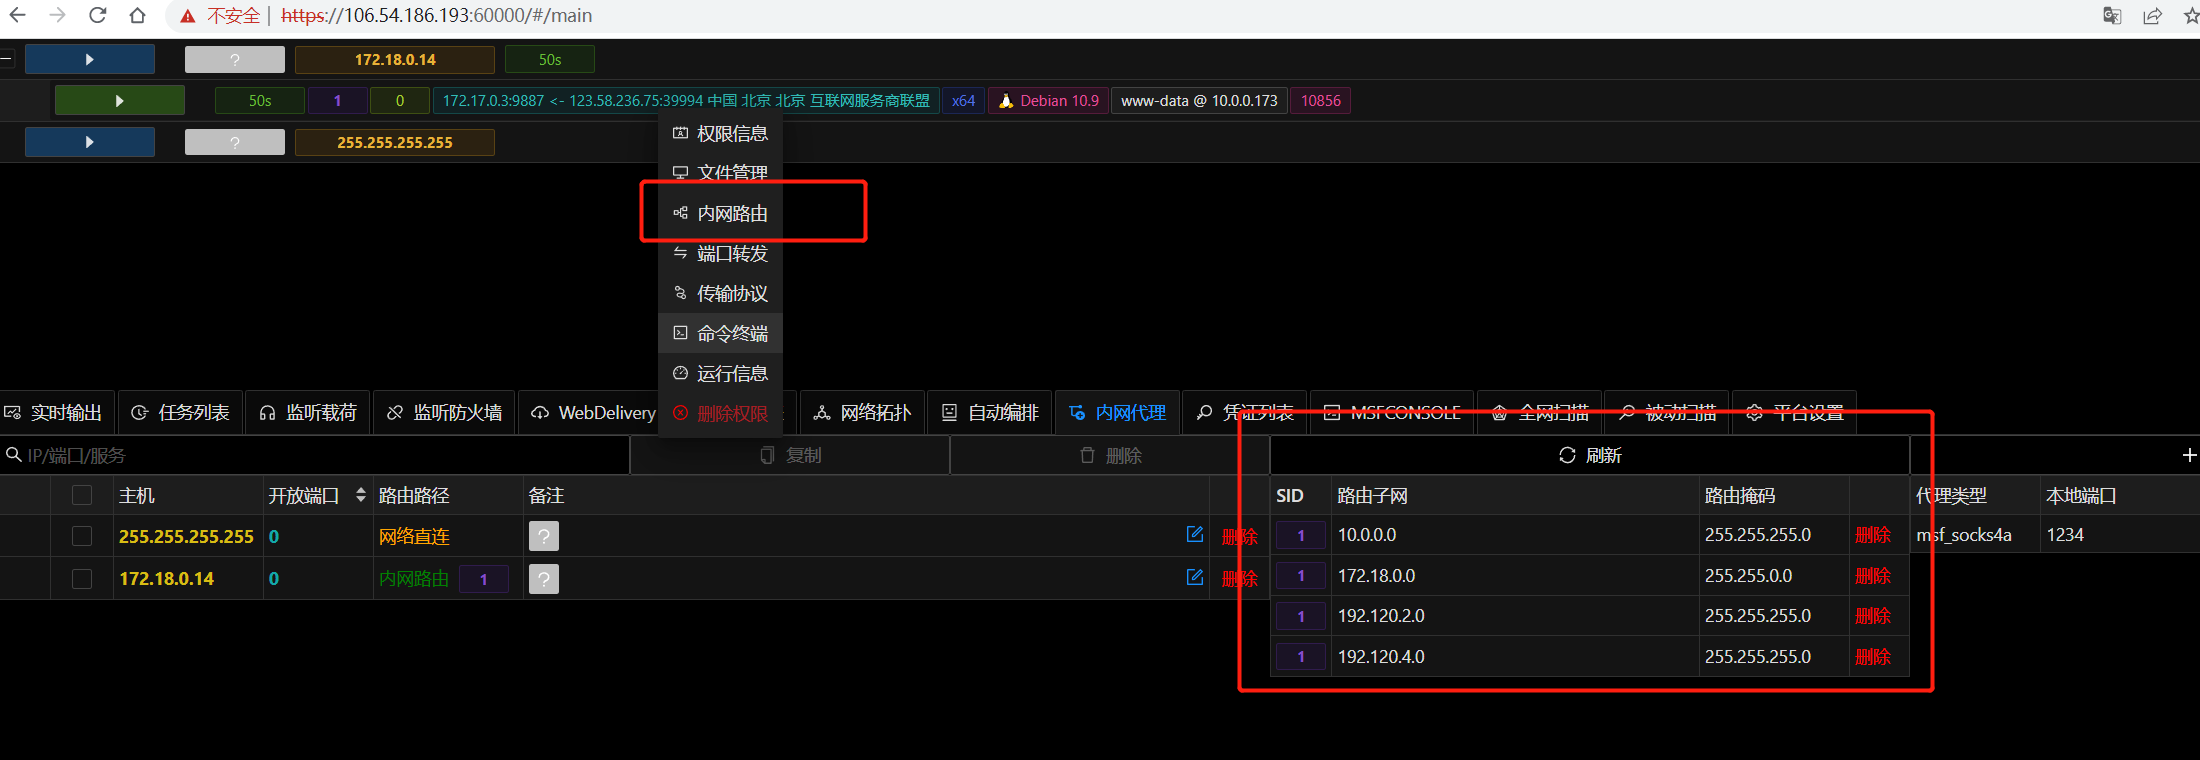 不安全 | https://106.54.186.193:60000/#/main
? 172.18.0.14 50s
50s 1 0 172.17.0.3:9887 <- 123.58.236.75:39994 中国 北京 北京 互联网服务商联盟 x64 Debian 10.9 www-data @ 10.0.0.173 10856
? 255.255.255.255
权限信息
文件管理
内网路由
端口转发
传输协议
命令终端
运行信息
删除权限
实时输出 任务列表 监听载荷 监听防火墙 WebDelivery 网络拓扑 自动编排 内网代理 凭证列表 MSFCONSOLE 全网扫描 被动扫描 平台设置
IP/端口/服务 复制 删除 刷新 +
主机 开放端口 路由路径 备注
255.255.255.255 0 网络直连 ? 删除
172.18.0.14 0 内网路由 1 ? 删除
SID 路由子网 路由掩码
1 10.0.0.0 255.255.255.0 删除
1 172.18.0.0 255.255.0.0 删除
1 192.120.2.0 255.255.255.0 删除
1 192.120.4.0 255.255.255.0 删除
代理类型 本地端口
msf_socks4a 1234